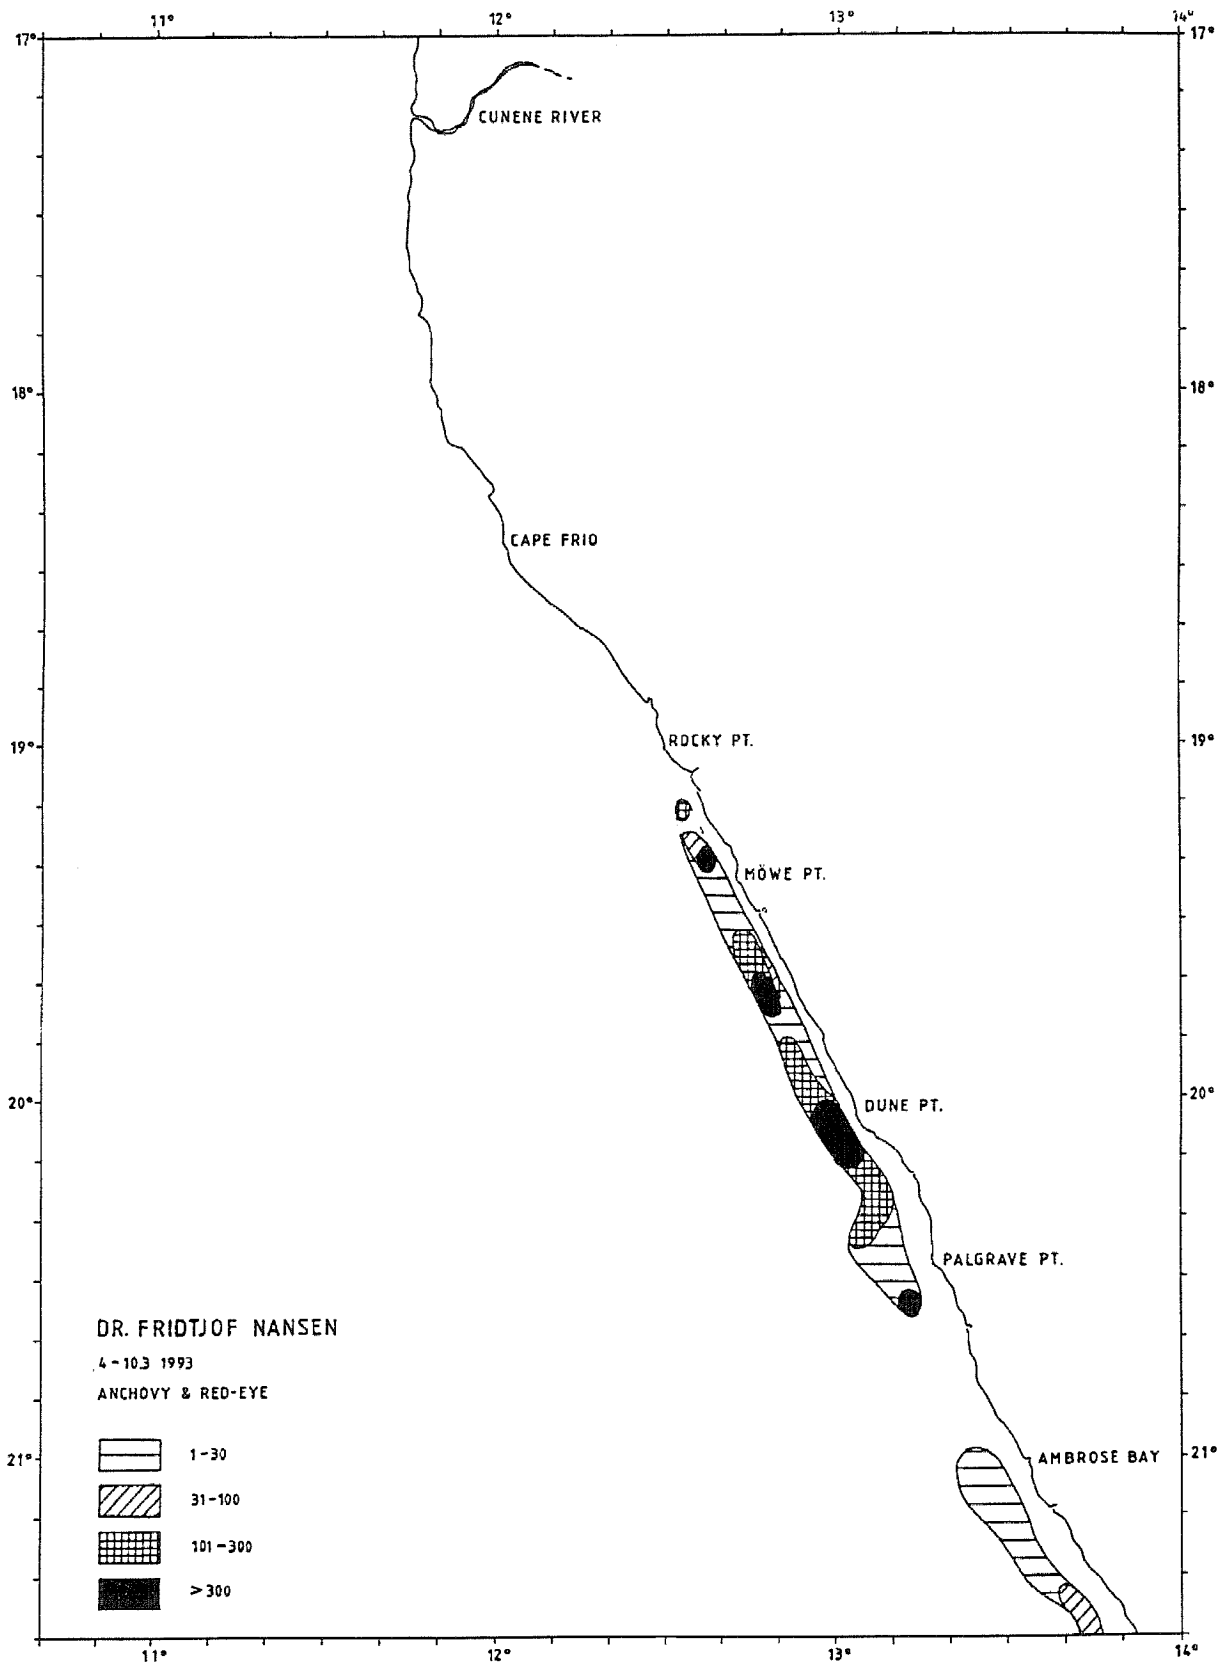 11° 12° 13° 14°
17° 17°
CUNENE RIVER
18° 18°
CAPE FRIO
ROCKY PT.
19° 19°
MÖWE PT.
20° 20°
DUNE PT.
PALGRAVE PT.
DR. FRIDTJOF NANSEN
4-10.3 1993
ANCHOVY & RED-EYE
21° 21°
AMBROSE BAY
1-30
31-100
101-300
>300
11° 12° 13° 14°